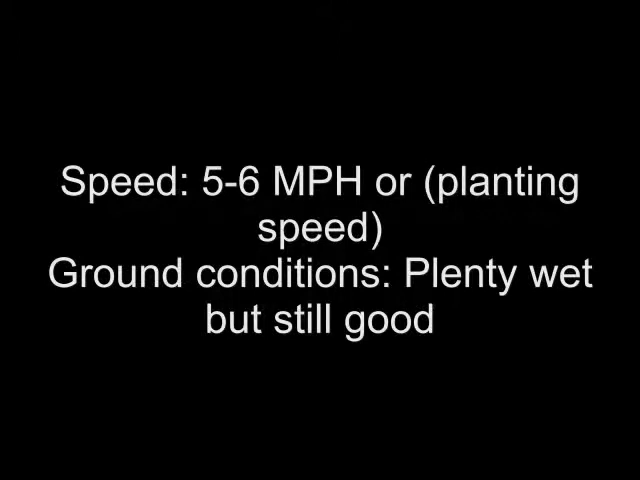 Speed: 5-6 MPH or (planting
speed)
Ground conditions: Plenty wet
but still good